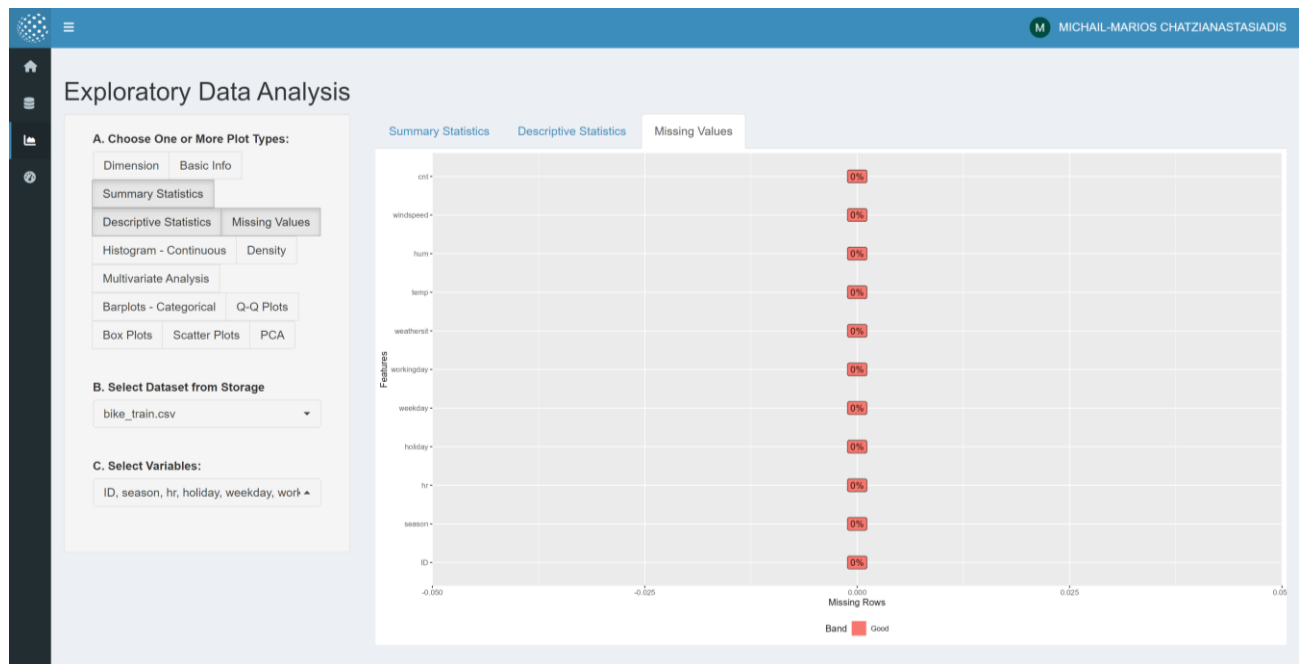 M MICHAIL-MARIOS CHATZIANASTASIADIS
Exploratory Data Analysis
A. Choose One or More Plot Types:
Dimension Basic Info
Summary Statistics
Descriptive Statistics Missing Values
Histogram - Continuous Density
Multivariate Analysis
Barplots - Categorical Q-Q Plots
Box Plots Scatter Plots PCA
B. Select Dataset from Storage
bike_train.csv
C. Select Variables:
ID, season, hr, holiday, weekday, work
Summary Statistics Descriptive Statistics Missing Values
Features
cnt 0%
windspeed 0%
hum 0%
temp 0%
weathersit 0%
workingday 0%
weekday 0%
holiday 0%
hr 0%
season 0%
ID 0%
-0.050 -0.025 0.000 0.025 0.05
Missing Rows
Band Good